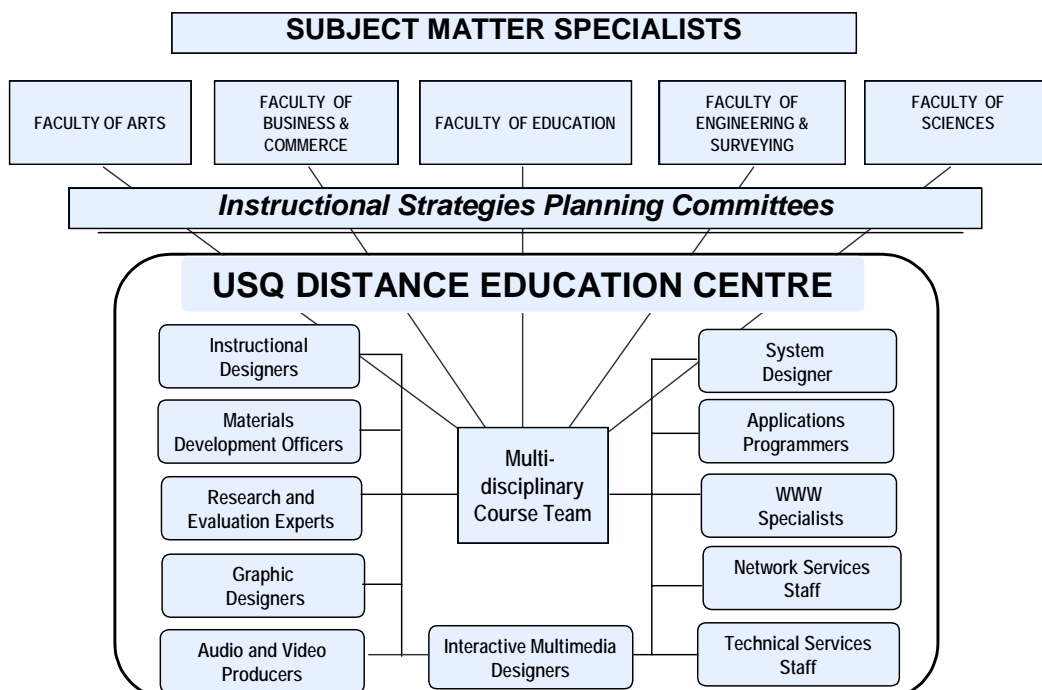 SUBJECT MATTER SPECIALISTS
FACULTY OF ARTS
FACULTY OF
BUSINESS &
COMMERCE
FACULTY OF EDUCATION
FACULTY OF
ENGINEERING &
SURVEYING
FACULTY OF
SCIENCES
Instructional Strategies Planning Committees
USQ DISTANCE EDUCATION CENTRE
Instructional
Designers
Materials
Development Officers
Research and
Evaluation Experts
Graphic
Designers
Audio and Video
Producers
Multi-
disciplinary
Course Team
Interactive Multimedia
Designers
System
Designer
Applications
Programmers
WWW
Specialists
Network Services
Staff
Technical Services
Staff